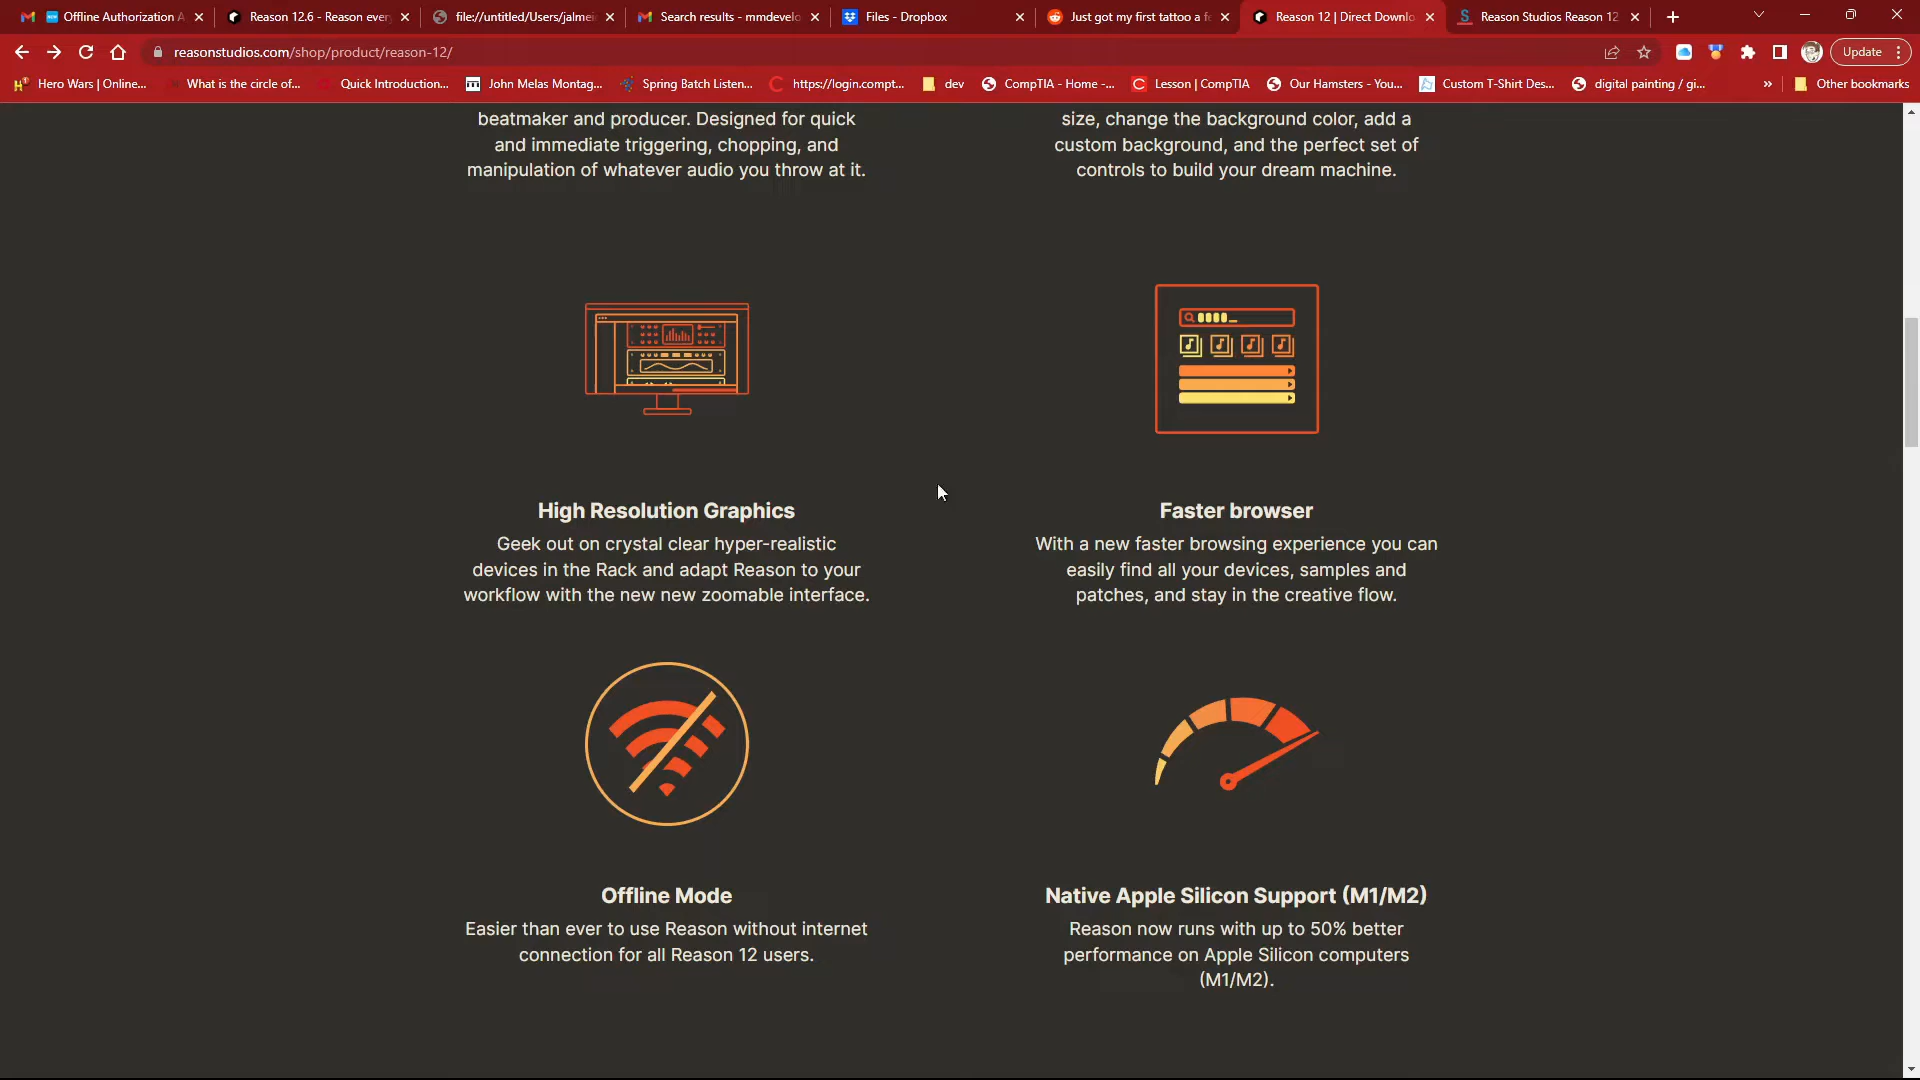 Offline Authorization A
Reason 12.6 - Reason ever
file://untitled/Users/jalmei
Search results - mmdevelo
Files - Dropbox
Just got my first tattoo a f
Reason 12 | Direct Downlo
Reason Studios Reason 12
reasonstudios.com/shop/product/reason-12/
Update
Hero Wars | Online...
What is the circle of...
Quick Introduction...
John Melas Montag...
Spring Batch Listen...
https://login.compt...
dev
CompTIA - Home -...
Lesson | CompTIA
Our Hamsters - You...
Custom T-Shirt Des...
digital painting / gi...
»
Other bookmarks
beatmaker and producer. Designed for quick
and immediate triggering, chopping, and
manipulation of whatever audio you throw at it.
size, change the background color, add a
custom background, and the perfect set of
controls to build your dream machine.
High Resolution Graphics
Geek out on crystal clear hyper-realistic
devices in the Rack and adapt Reason to your
workflow with the new new zoomable interface.
Faster browser
With a new faster browsing experience you can
easily find all your devices, samples and
patches, and stay in the creative flow.
Offline Mode
Easier than ever to use Reason without internet
connection for all Reason 12 users.
Native Apple Silicon Support (M1/M2)
Reason now runs with up to 50% better
performance on Apple Silicon computers
(M1/M2).